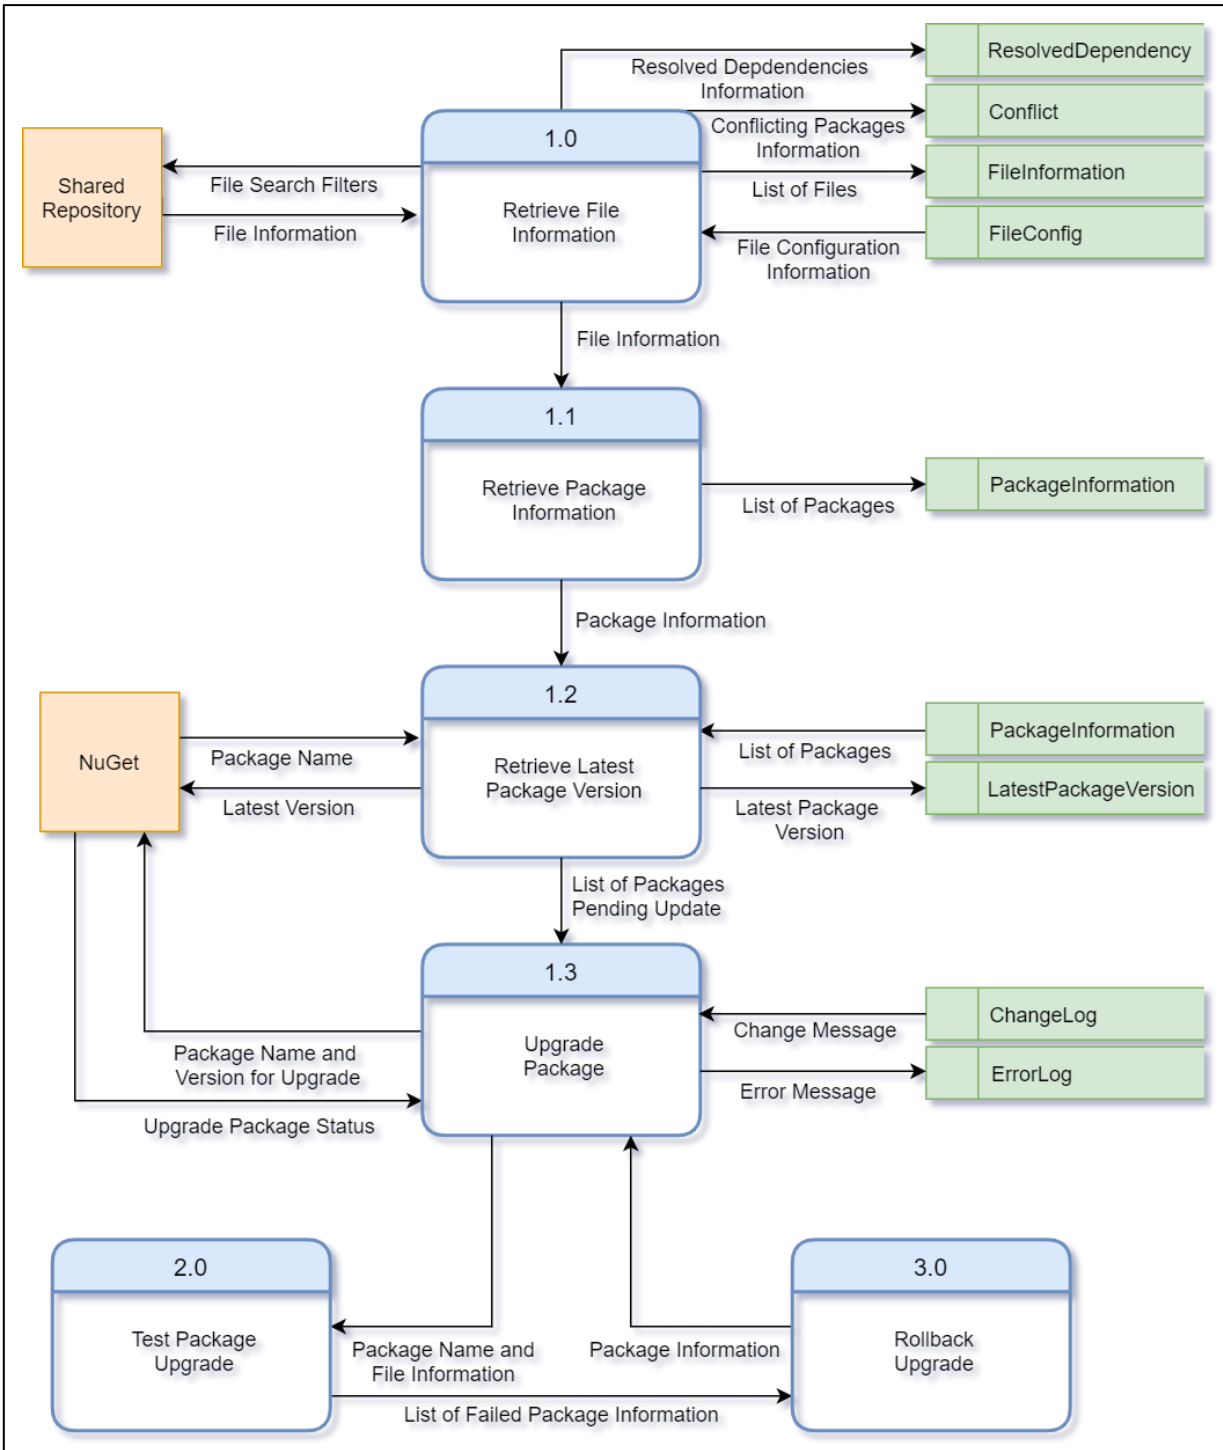 ResolvedDependency
Resolved Depdendencies
Information
Conflict
Conflicting Packages
Information
1.0
Shared
Repository
File Search Filters
File Information
Retrieve File
Information
List of Files
FileInformation
File Configuration
Information
FileConfig
File Information
1.1
Retrieve Package
Information
List of Packages
PackageInformation
Package Information
1.2
NuGet
Package Name
Latest Version
Retrieve Latest
Package Version
List of Packages
PackageInformation
Latest Package
Version
LatestPackageVersion
List of Packages
Pending Update
1.3
Package Name and
Version for Upgrade
Upgrade Package Status
Upgrade
Package
Change Message
ChangeLog
Error Message
ErrorLog
2.0
Test Package
Upgrade
Package Name and
File Information
Package Information
3.0
Rollback
Upgrade
List of Failed Package Information